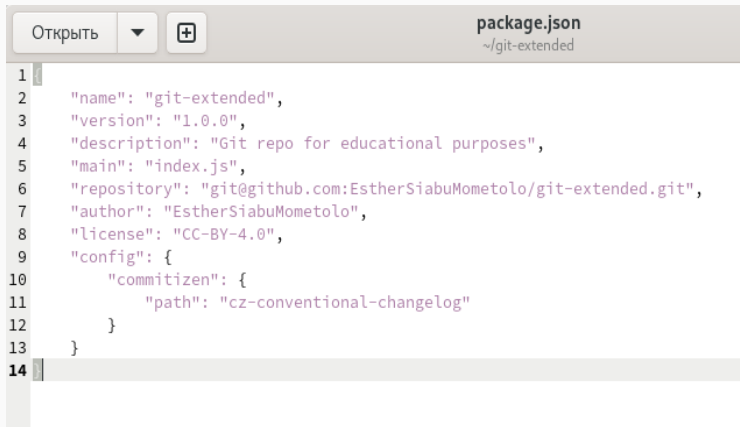 Открыть
package.json
~/git-extended
1 {
2     "name": "git-extended",
3     "version": "1.0.0",
4     "description": "Git repo for educational purposes",
5     "main": "index.js",
6     "repository": "git@github.com:EstherSiabuMometolo/git-extended.git",
7     "author": "EstherSiabuMometolo",
8     "license": "CC-BY-4.0",
9     "config": {
10         "commitizen": {
11             "path": "cz-conventional-changelog"
12         }
13     }
14 }